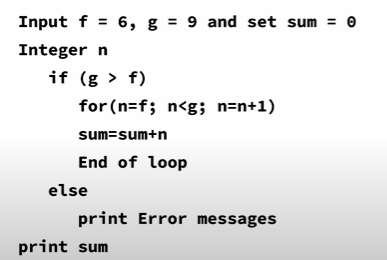 Input f = 6, g = 9 and set sum = 0
Integer n
if (g > f)
for(n=f; n<g; n=n+1)
sum=sum+n
End of loop
else
print Error messages
print sum